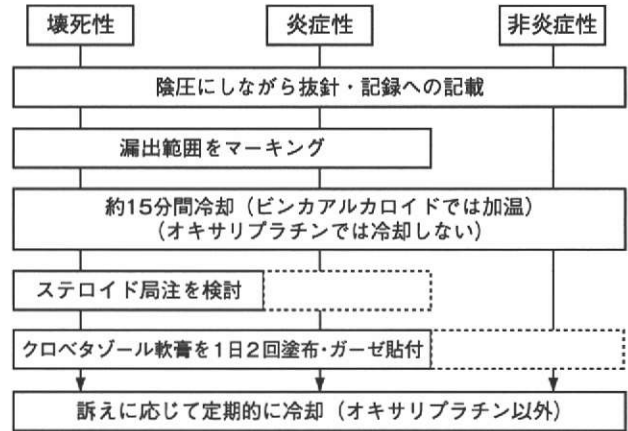 壊死性
炎症性
非炎症性
陰圧にしながら抜針・記録への記載
漏出範囲をマーキング
約15分間冷却（ビンカアルカロイドでは加温）
（オキサリプラチンでは冷却しない）
ステロイド局注を検討
クロベタゾール軟膏を1日2回塗布・ガーゼ貼付
訴えに応じて定期的に冷却（オキサリプラチン以外）